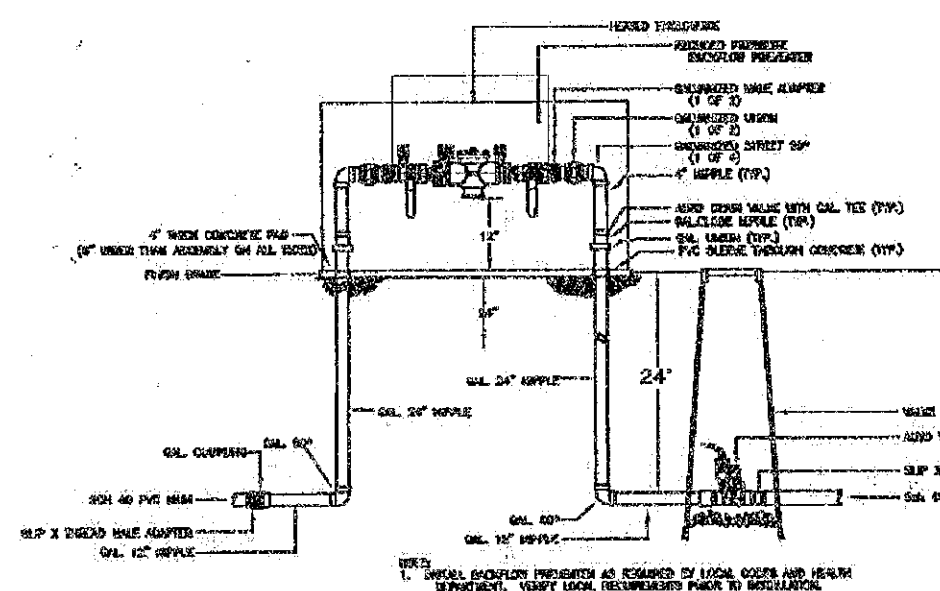 HEATED ENCLOSURE
REDUCED PRESSURE
BACKFLOW PREVENTER
GALVANIZED MALE ADAPTER
(1 OF 2)
GALVANIZED UNION
(1 OF 2)
GALVANIZED STREET 90°
(1 OF 4)
4" NIPPLE (TYP.)
AUTO DRAIN VALVE WITH GAL. TEE (TYP.)
GAL.CLOSE NIPPLE (TYP.)
GAL. UNION (TYP.)
PVC SLEEVE THROUGH CONCRETE (TYP.)
4" THICK CONCRETE PAD
WIDER THAN ASSEMBLY ON ALL SIDES)
FINISH GRADE
12"
24"
24"
GAL. 24" NIPPLE
GAL. 24" NIPPLE
GAL. COUPLING
GAL. 90°
SCH 40 PVC MAIN
SLIP X THREAD MALE ADAPTER
GAL. 12" NIPPLE
GAL. 90°
GAL. 12" NIPPLE
AUTO
SLIP X
NOTE:
1. INSTALL BACKFLOW PREVENTER AS REQUIRED BY LOCAL CODES AND HEALTH
DEPARTMENT. VERIFY LOCAL REQUIREMENTS PRIOR TO INSTALLATION.